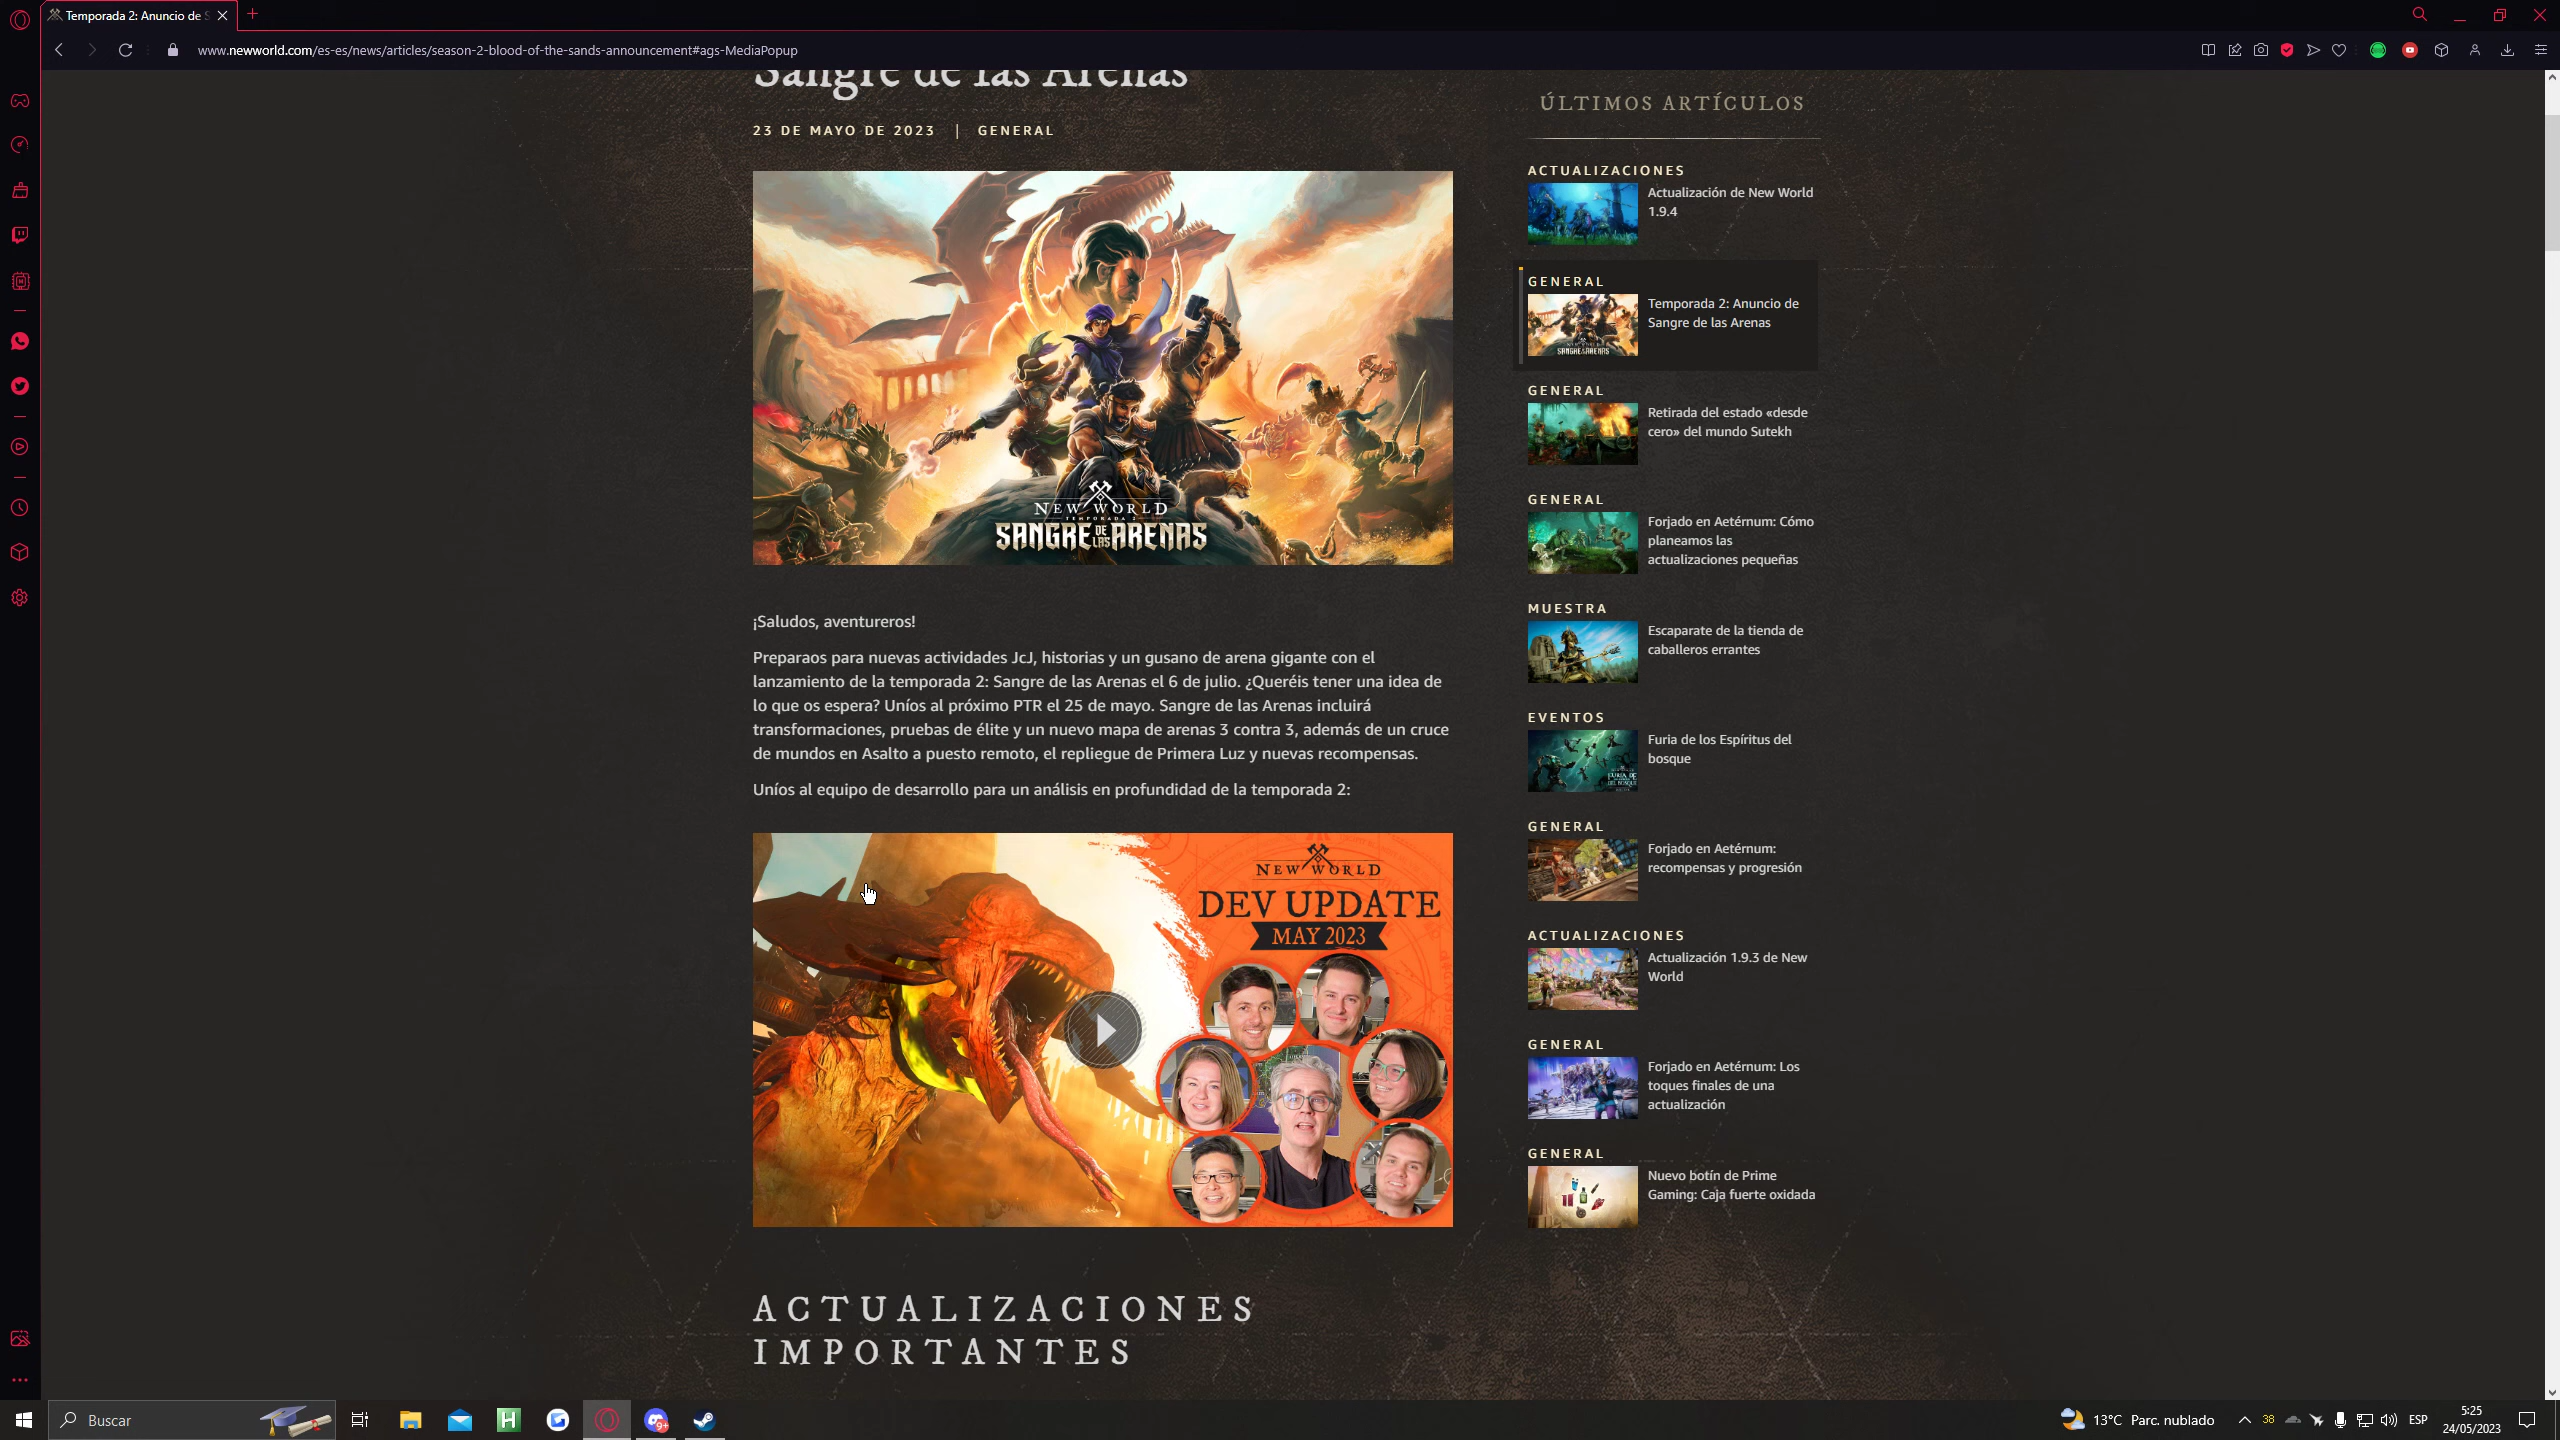 Temporada 2: Anuncio de S
www.newworld.com/es-es/news/articles/season-2-blood-of-the-sands-announcement#ags-MediaPopup
Sangre de las Arenas
23 DE MAYO DE 2023 | GENERAL
NEW WORLD
TEMPORADA 2
SANGRE DE LAS ARENAS
¡Saludos, aventureros!
Preparaos para nuevas actividades JcJ, historias y un gusano de arena gigante con el
lanzamiento de la temporada 2: Sangre de las Arenas el 6 de julio. ¿Queréis tener una idea de
lo que os espera? Uníos al próximo PTR el 25 de mayo. Sangre de las Arenas incluirá
transformaciones, pruebas de élite y un nuevo mapa de arenas 3 contra 3, además de un cruce
de mundos en Asalto a puesto remoto, el repliegue de Primera Luz y nuevas recompensas.
Uníos al equipo de desarrollo para un análisis en profundidad de la temporada 2:
NEW WORLD
DEV UPDATE
MAY 2023
ACTUALIZACIONES
IMPORTANTES
ÚLTIMOS ARTÍCULOS
ACTUALIZACIONES
Actualización de New World
1.9.4
GENERAL
Temporada 2: Anuncio de
Sangre de las Arenas
SANGRE DE LAS ARENAS
GENERAL
Retirada del estado «desde
cero» del mundo Sutekh
GENERAL
Forjado en Aetérnum: Cómo
planeamos las
actualizaciones pequeñas
MUESTRA
Escaparate de la tienda de
caballeros errantes
EVENTOS
Furia de los Espíritus del
bosque
GENERAL
Forjado en Aetérnum:
recompensas y progresión
ACTUALIZACIONES
Actualización 1.9.3 de New
World
GENERAL
Forjado en Aetérnum: Los
toques finales de una
actualización
GENERAL
Nuevo botín de Prime
Gaming: Caja fuerte oxidada
Buscar
H
9+
13°C Parc. nublado
38
ESP
5:25
24/05/2023